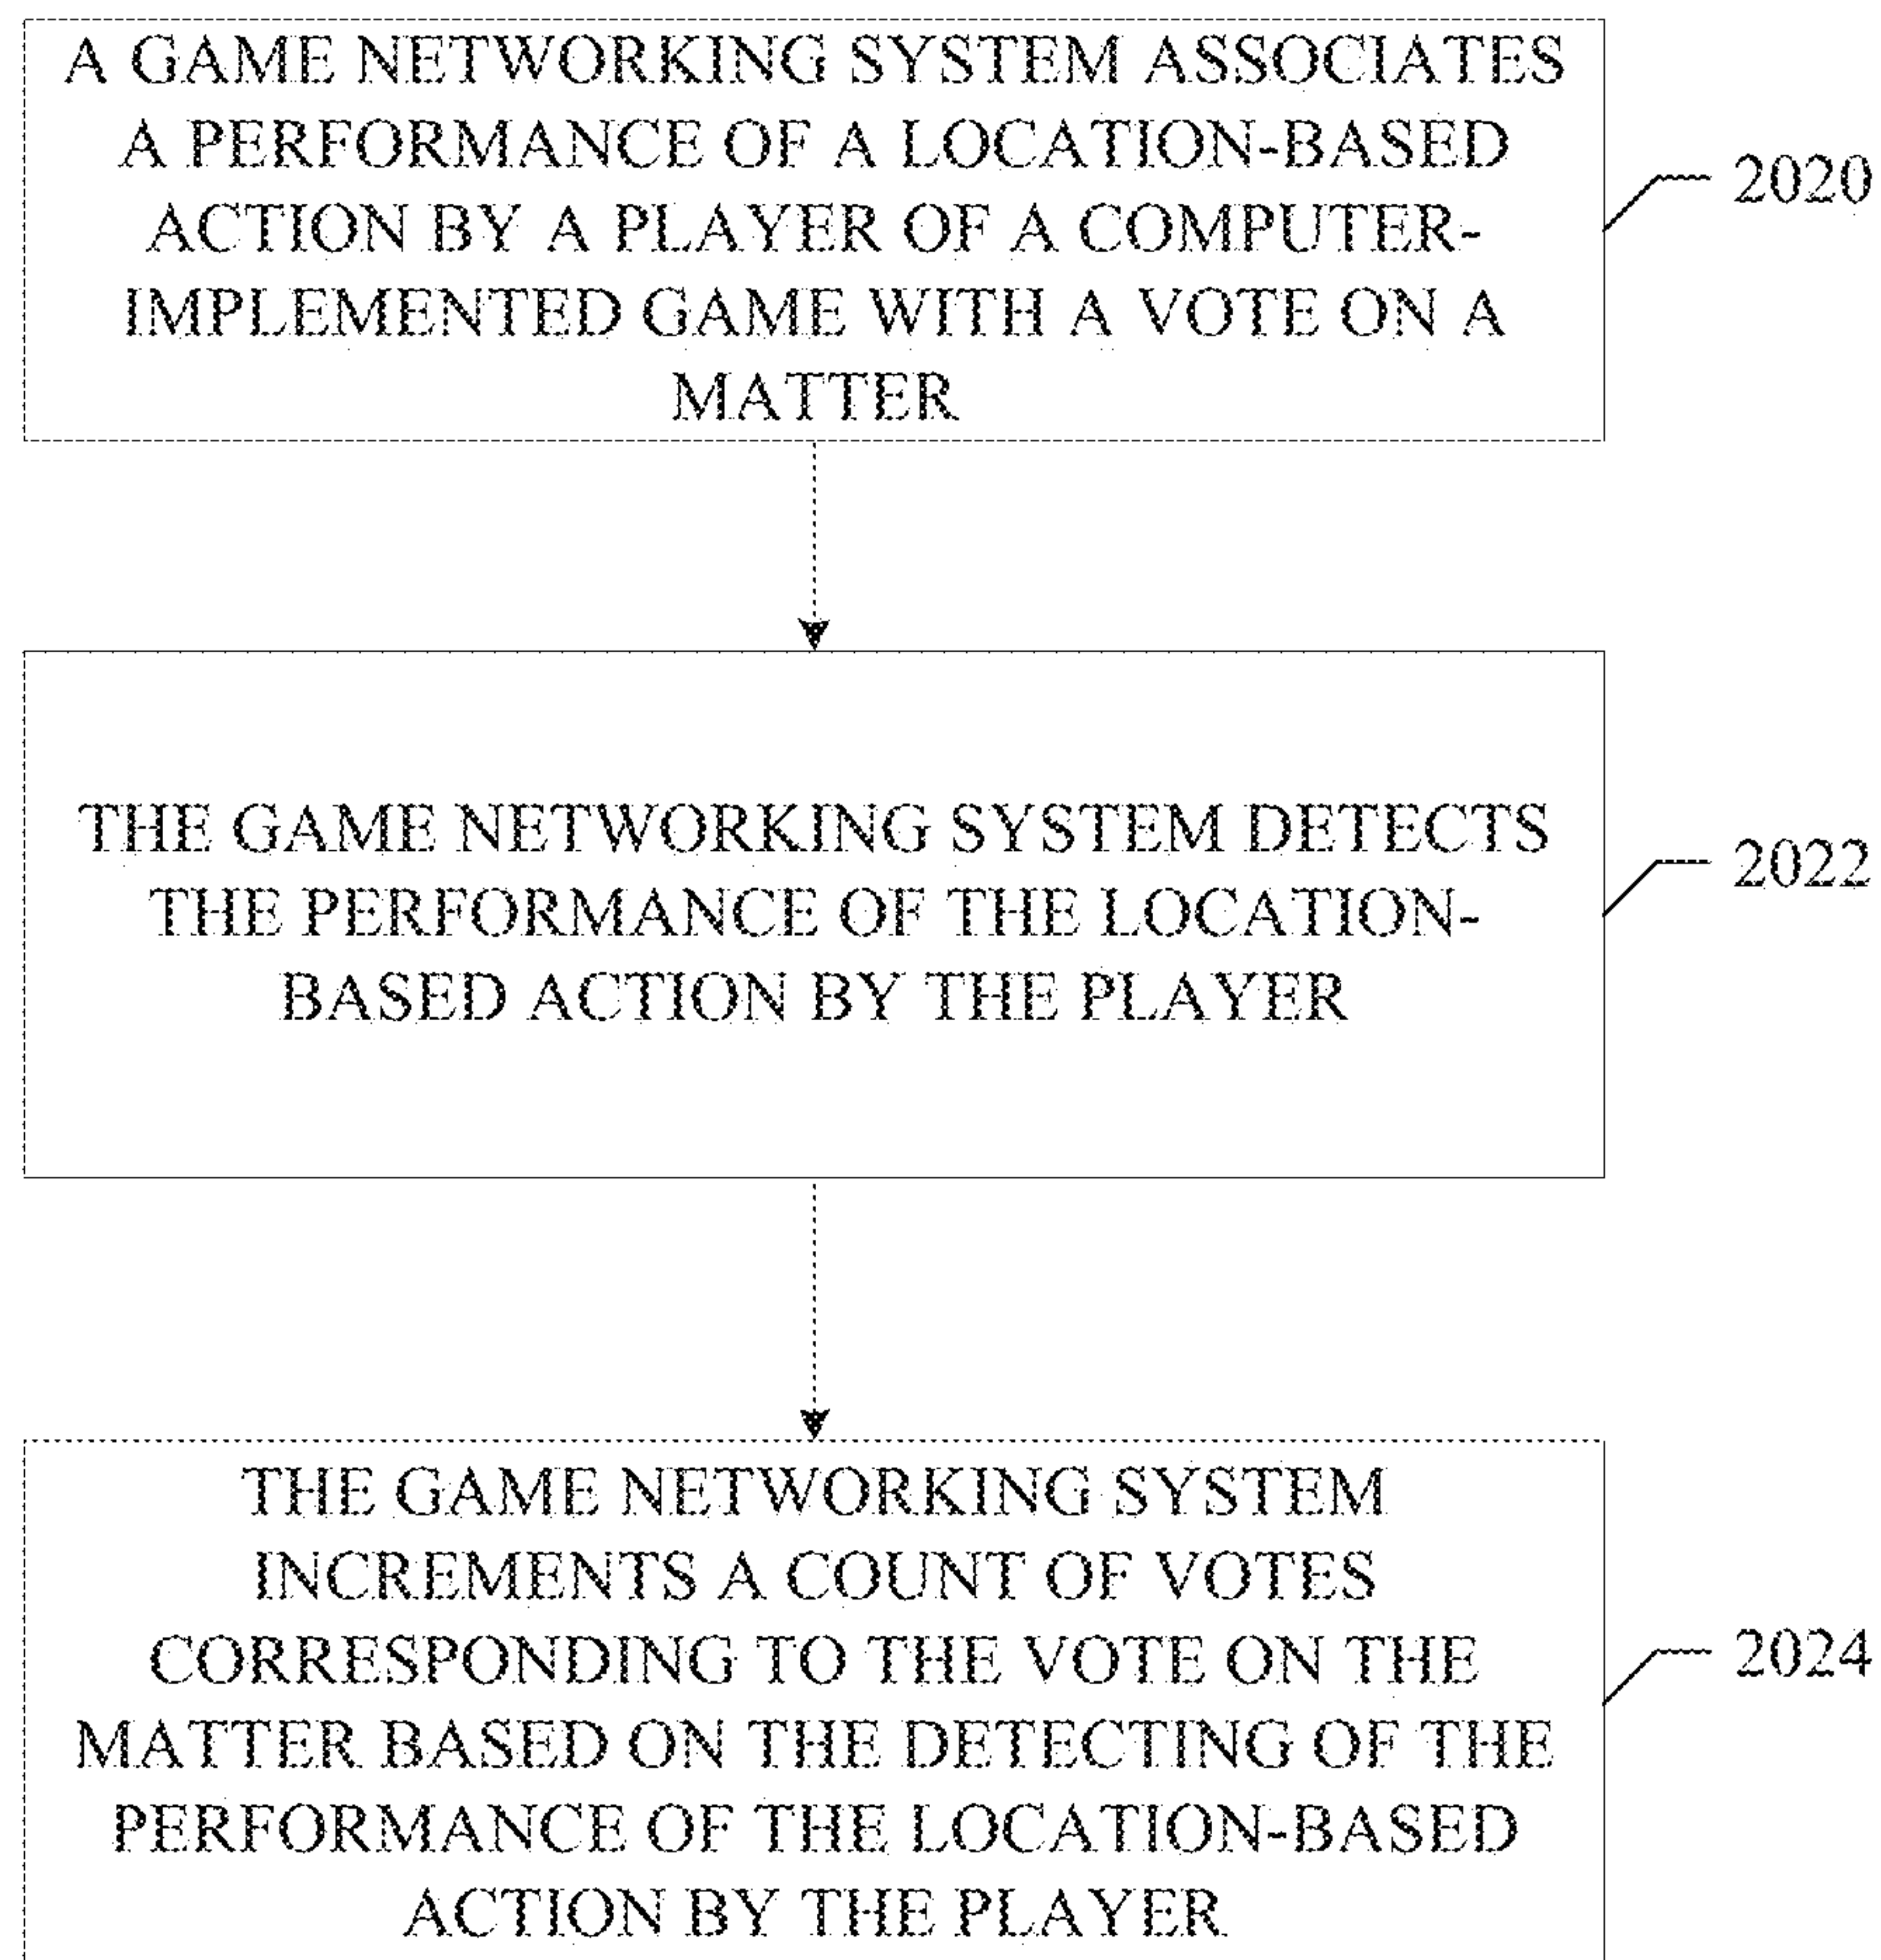 A GAME NETWORKING SYSTEM ASSOCIATES
A PERFORMANCE OF A LOCATION-BASED
ACTION BY A PLAYER OF A COMPUTER-
IMPLEMENTED GAME WITH A VOTE ON A
MATTER
2020
THE GAME NETWORKING SYSTEM DETECTS
THE PERFORMANCE OF THE LOCATION-
BASED ACTION BY THE PLAYER
2022
THE GAME NETWORKING SYSTEM
INCREMENTS A COUNT OF VOTES
CORRESPONDING TO THE VOTE ON THE
MATTER BASED ON THE DETECTING OF THE
PERFORMANCE OF THE LOCATION-BASED
ACTION BY THE PLAYER
2024